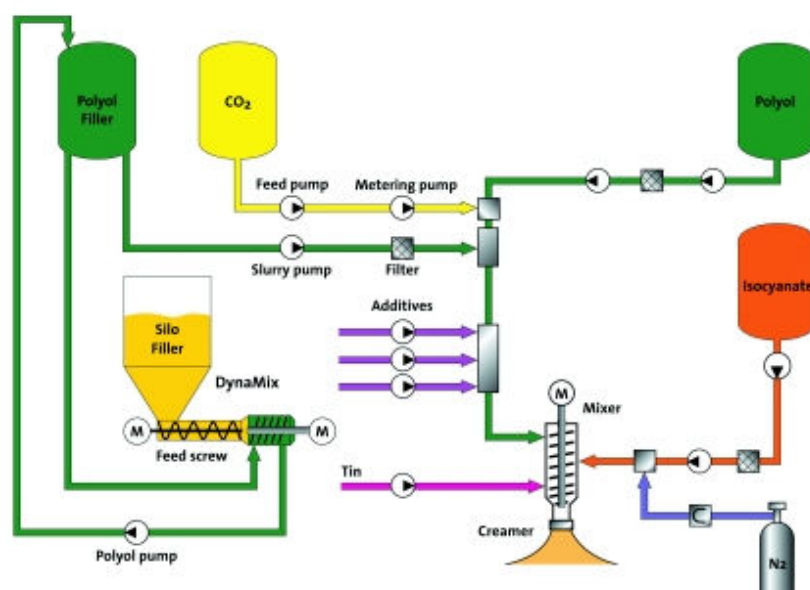 Polyol
Filler
CO₂
Polyol
Feed pump
Metering pump
Slurry pump
Filter
Isocyanate
Silo
Filler
Additives
DynaMix
M
Mixer
M
M
Feed screw
Tin
Creamer
Polyol pump
N2